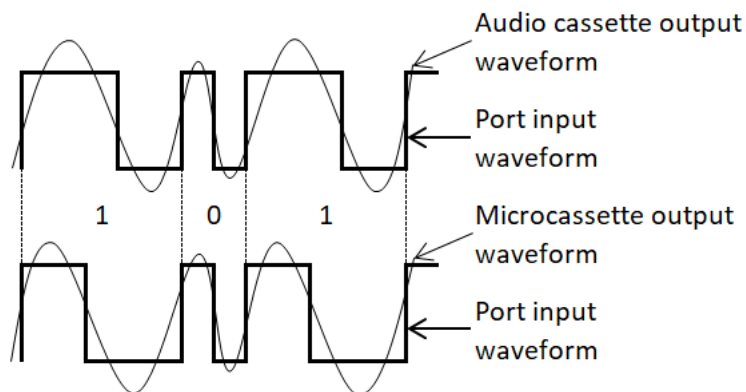 Audio cassette output
waveform
Port input
waveform
1 0 1
Microcassette output
waveform
Port input
waveform